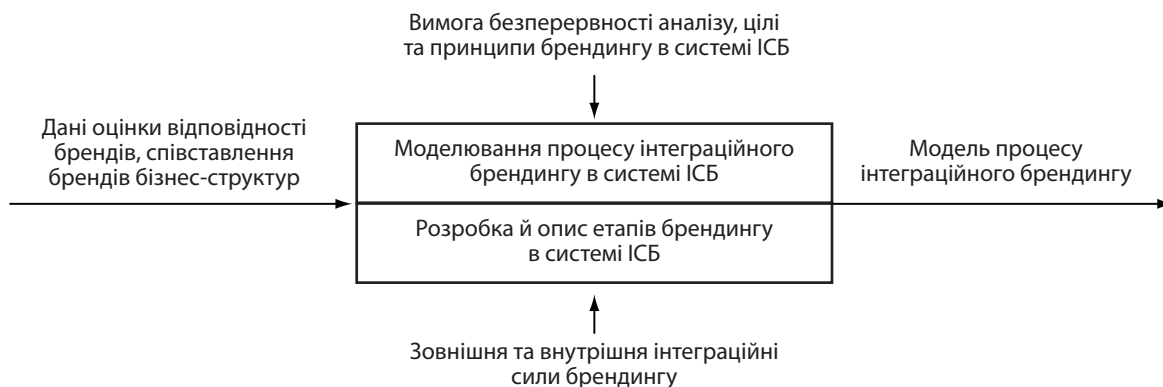 Вимога безперервності аналізу, цілі
та принципи брендингу в системі ІСБ
Дані оцінки відповідності
брендів, співставлення
брендів бізнес-структур
Моделювання процесу інтеграційного
брендингу в системі ІСБ
Модель процесу
інтеграційного брендингу
Розробка й опис етапів брендингу
в системі ІСБ
Зовнішня та внутрішня інтеграційні
сили брендингу